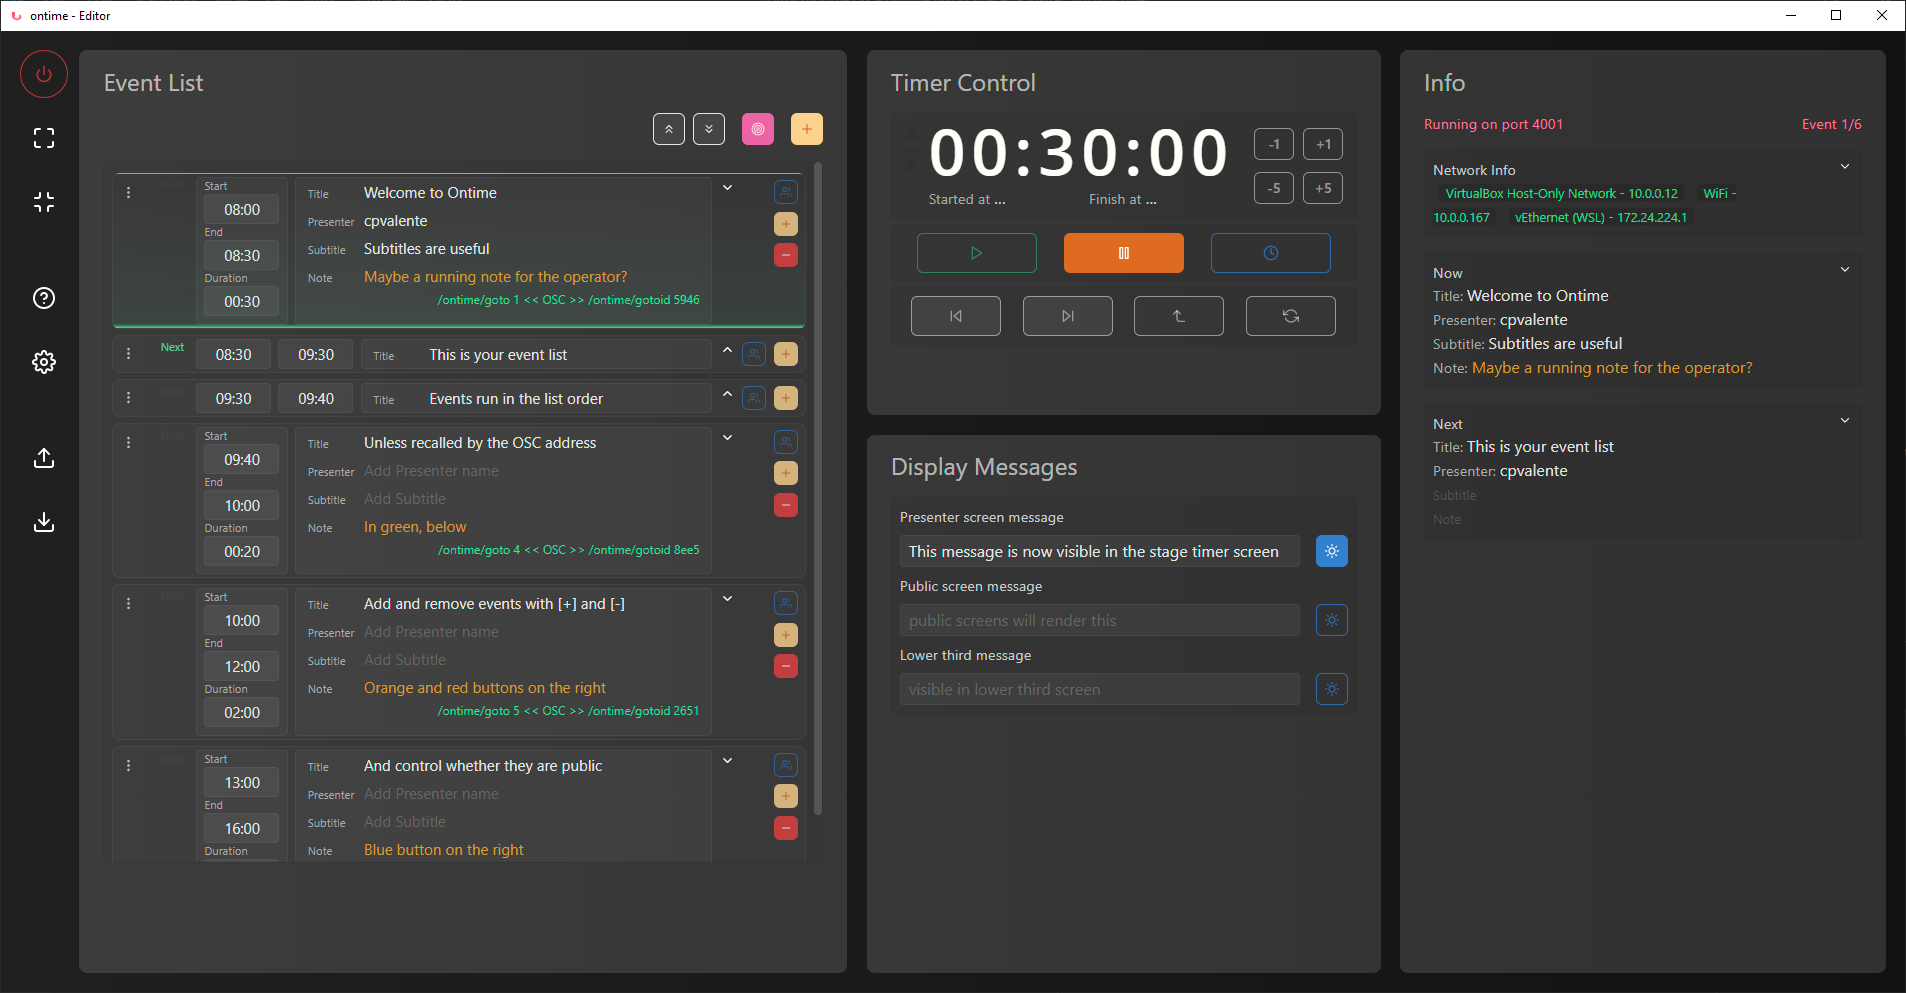 ontime - Editor
Event List
Next
Start
08:00
End
08:30
Duration
00:30
Title Welcome to Ontime
Presenter cpvalente
Subtitle Subtitles are useful
Note Maybe a running note for the operator?
/ontime/goto 1 << OSC >> /ontime/gotoid 5946
Next 08:30 09:30 Title This is your event list
Next 09:30 09:40 Title Events run in the list order
Next
Start
09:40
End
10:00
Duration
00:20
Title Unless recalled by the OSC address
Presenter Add Presenter name
Subtitle Add Subtitle
Note In green, below
/ontime/goto 4 << OSC >> /ontime/gotoid 8ee5
Next
Start
10:00
End
12:00
Duration
02:00
Title Add and remove events with [+] and [-]
Presenter Add Presenter name
Subtitle Add Subtitle
Note Orange and red buttons on the right
/ontime/goto 5 << OSC >> /ontime/gotoid 2651
Next
Start
13:00
End
16:00
Duration
Title And control whether they are public
Presenter Add Presenter name
Subtitle Add Subtitle
Note Blue button on the right
Timer Control
00:30:00
-1 +1
-5 +5
Started at ... Finish at ...
Display Messages
Presenter screen message
This message is now visible in the stage timer screen
Public screen message
public screens will render this
Lower third message
visible in lower third screen
Info
Running on port 4001 Event 1/6
Network Info
VirtualBox Host-Only Network - 10.0.0.12 WiFi -
10.0.0.167 vEthernet (WSL) - 172.24.224.1
Now
Title: Welcome to Ontime
Presenter: cpvalente
Subtitle: Subtitles are useful
Note: Maybe a running note for the operator?
Next
Title: This is your event list
Presenter: cpvalente
Subtitle
Note